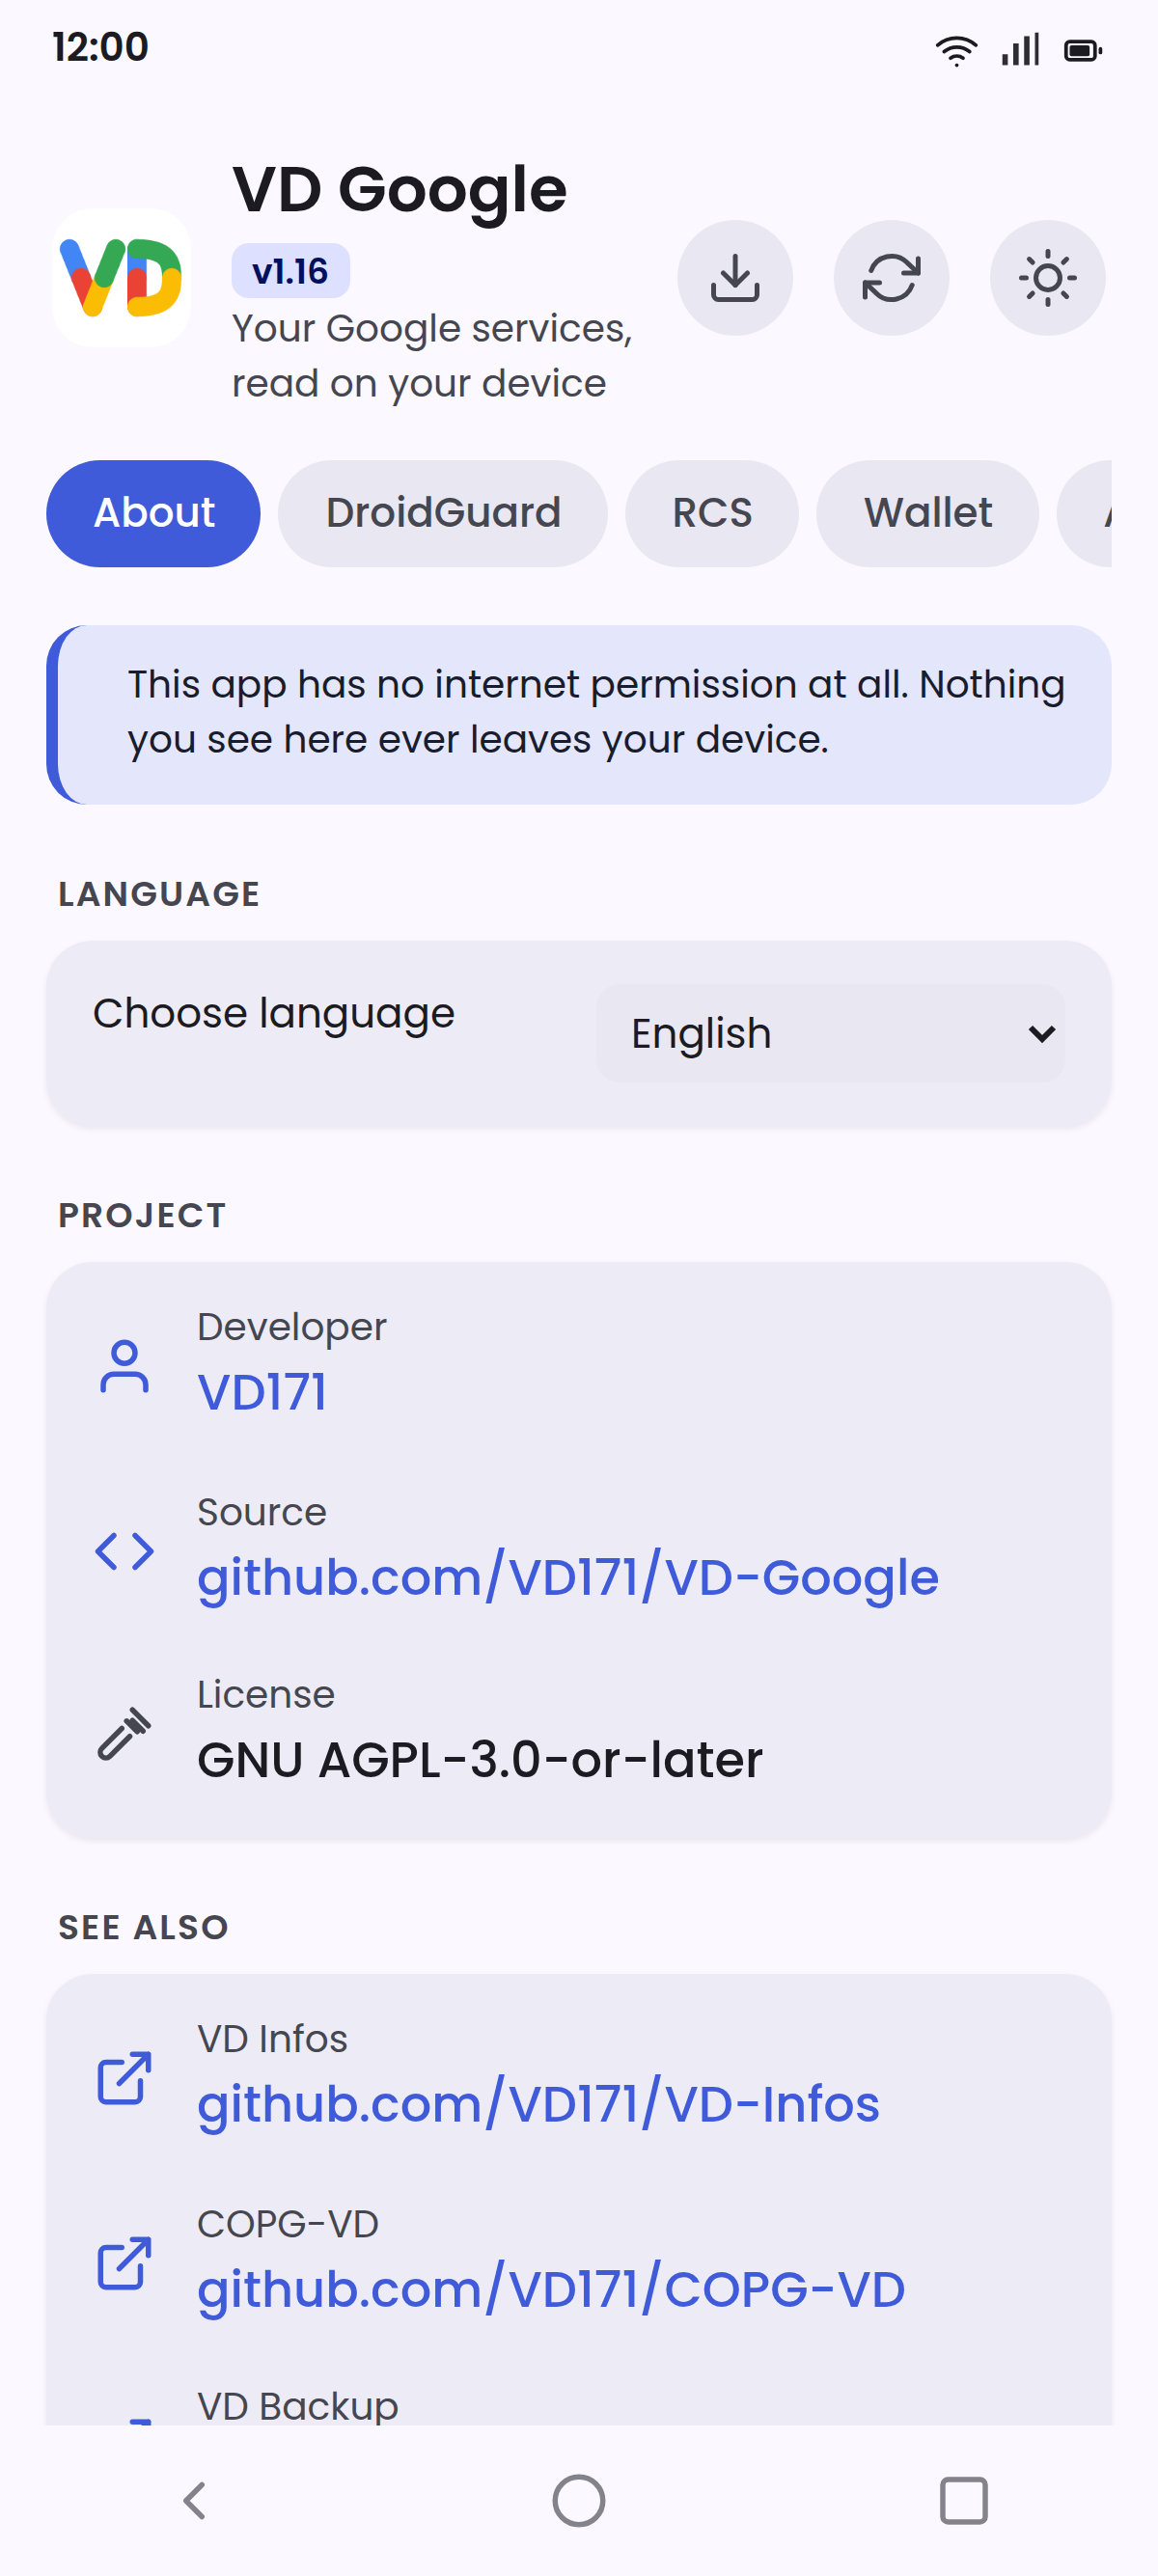 12:00
VD
VD Google
v1.16
Your Google services,
read on your device
About
DroidGuard
RCS
Wallet
This app has no internet permission at all. Nothing
you see here ever leaves your device.
LANGUAGE
Choose language
English
PROJECT
Developer
VD171
Source
github.com/VD171/VD-Google
License
GNU AGPL-3.0-or-later
SEE ALSO
VD Infos
github.com/VD171/VD-Infos
COPG-VD
github.com/VD171/COPG-VD
VD Backup